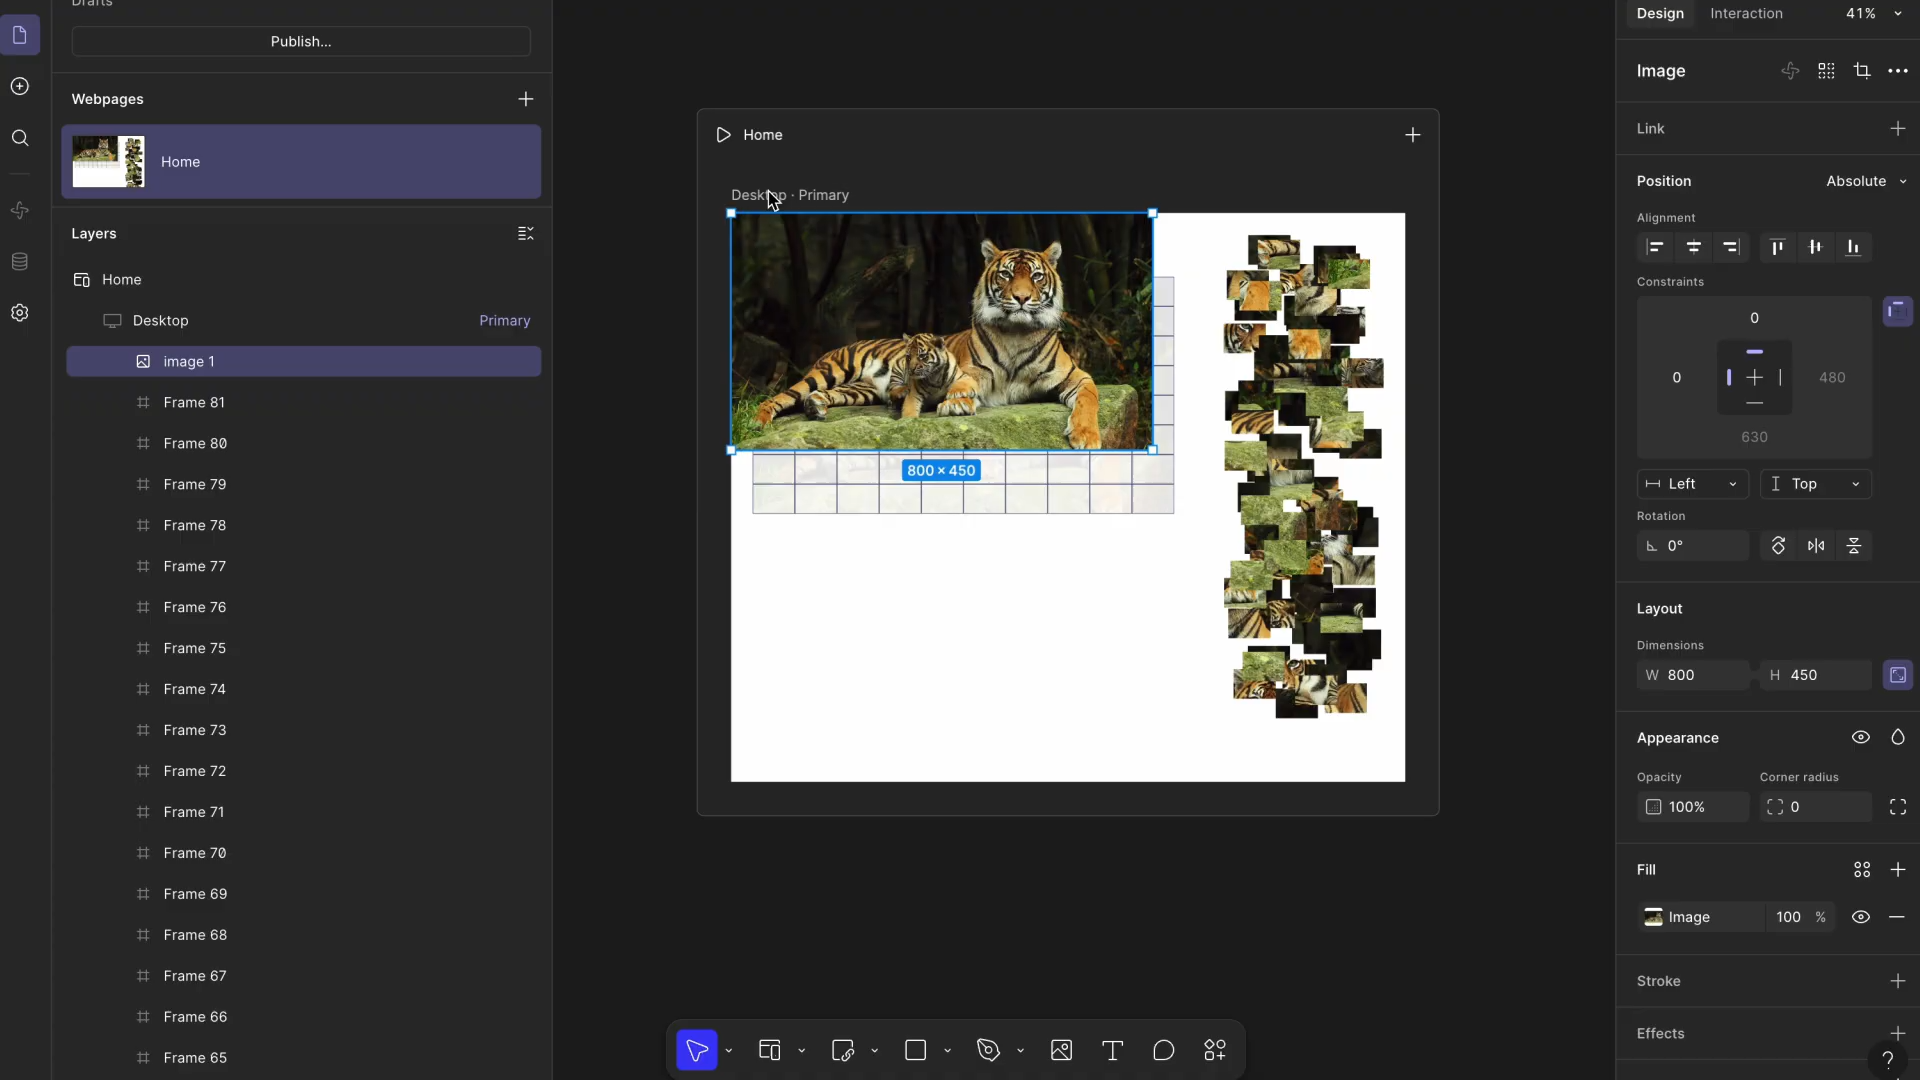 Drafts
Publish...
Webpages
Home
Layers
Home
Desktop
Primary
image 1
Frame 81
Frame 80
Frame 79
Frame 78
Frame 77
Frame 76
Frame 75
Frame 74
Frame 73
Frame 72
Frame 71
Frame 70
Frame 69
Frame 68
Frame 67
Frame 66
Frame 65
Home
Desktop · Primary
800 × 450
Design
Interaction
41%
Image
Link
Position
Absolute
Alignment
Constraints
0
0
480
630
Left
Top
Rotation
0°
Layout
Dimensions
W 800
H 450
Appearance
Opacity
Corner radius
100%
0
Fill
Image
100 %
Stroke
Effects
?